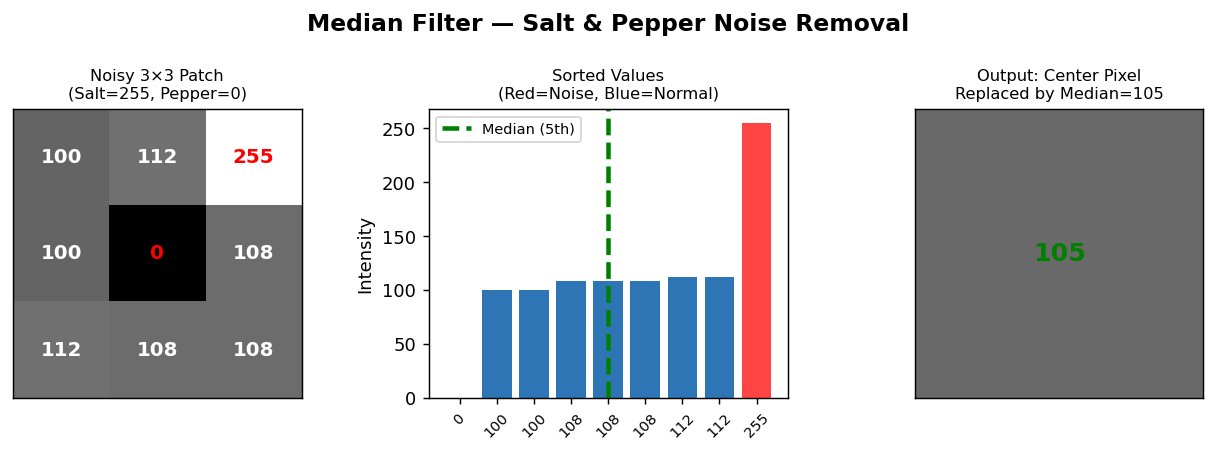 Median Filter — Salt & Pepper Noise Removal
Noisy 3×3 Patch
(Salt=255, Pepper=0)
100 112 255
100 0 108
112 108 108
Sorted Values
(Red=Noise, Blue=Normal)
Median (5th)
Intensity
250
200
150
100
50
0
0 100 100 108 108 108 112 112 255
Output: Center Pixel
Replaced by Median=105
105